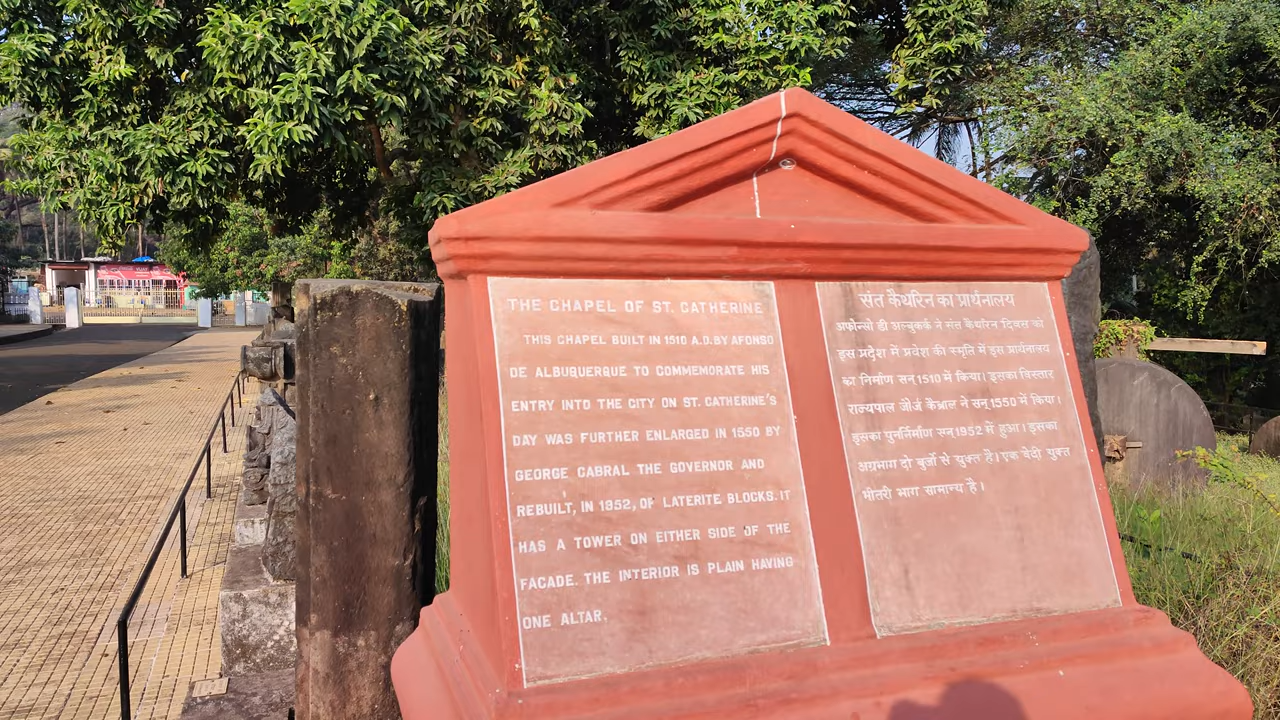 THE CHAPEL OF ST. CATHERINE
THIS CHAPEL BUILT IN 1510 A.D. BY AFONSO
DE ALBUQUERQUE TO COMMEMORATE HIS
ENTRY INTO THE CITY ON ST. CATHERINE'S
DAY WAS FURTHER ENLARGED IN 1550 BY
GEORGE CABRAL THE GOVERNOR AND
REBUILT, IN 1952, OF LATERITE BLOCKS. IT
HAS A TOWER ON EITHER SIDE OF THE
FACADE. THE INTERIOR IS PLAIN HAVING
ONE ALTAR.
संत कैथरिन का प्रार्थनालय
अफोन्सो डी अल्बुकर्क ने संत कैथरिन दिवस को
इस प्रदेश में प्रवेश की स्मृति में इस प्रार्थनालय
का निर्माण सन् 1510 में किया। इसका विस्तार
राज्यपाल जॉर्ज कैब्राल ने सन् 1550 में किया।
इसका पुनर्निर्माण सन 1952 में हुआ। इसका
अग्रभाग दो बुर्जो से युक्त है। एक वेदी युक्त
भीतरी भाग सामान्य है।